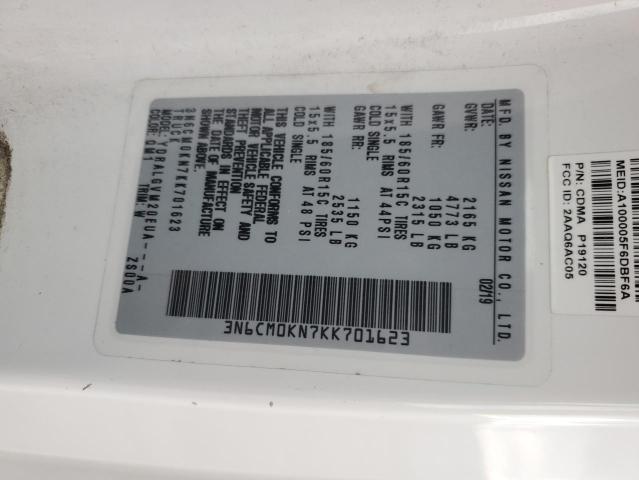 MFD. BY NISSAN MOTOR CO., LTD.
DATE: 02/19
GVWR: 2165 KG
4773 LB
GAWR FR: 1050 KG
2315 LB
WITH 185/60R15C TIRES
15x5.5 RIMS AT 44PSI
COLD SINGLE
GAWR RR: 1150 KG
2535 LB
WITH 185/60R15C TIRES
15x5.5 RIMS AT 48 PSI
COLD SINGLE
THIS VEHICLE CONFORMS TO
ALL APPLICABLE FEDERAL
MOTOR VEHICLE SAFETY AND
THEFT PREVENTION
STANDARDS IN EFFECT ON
THE DATE OF MANUFACTURE
SHOWN ABOVE.
3N6CM0KN7KK701623
TRUCK
MODEL:
COLOR: QM1 TRIM: W
3N6CM0KN7KK701623
MEID:A100005F6DBF6A
P/N: CDMA P19120
FCC ID: 2AAQ6AC05